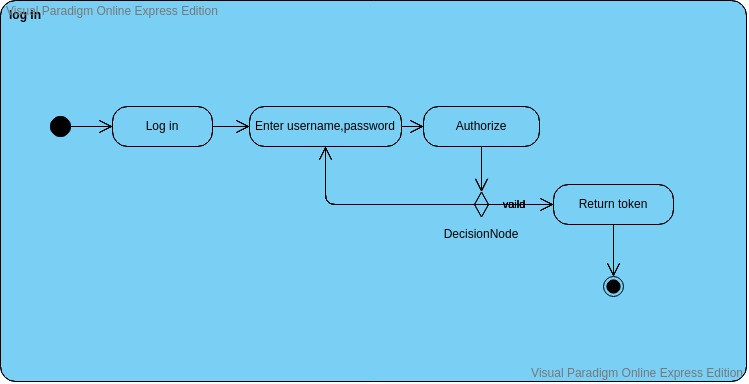 Visual Paradigm Online Express Edition
log in
Log in
Enter username,password
Authorize
vaild
Return token
DecisionNode
Visual Paradigm Online Express Edition